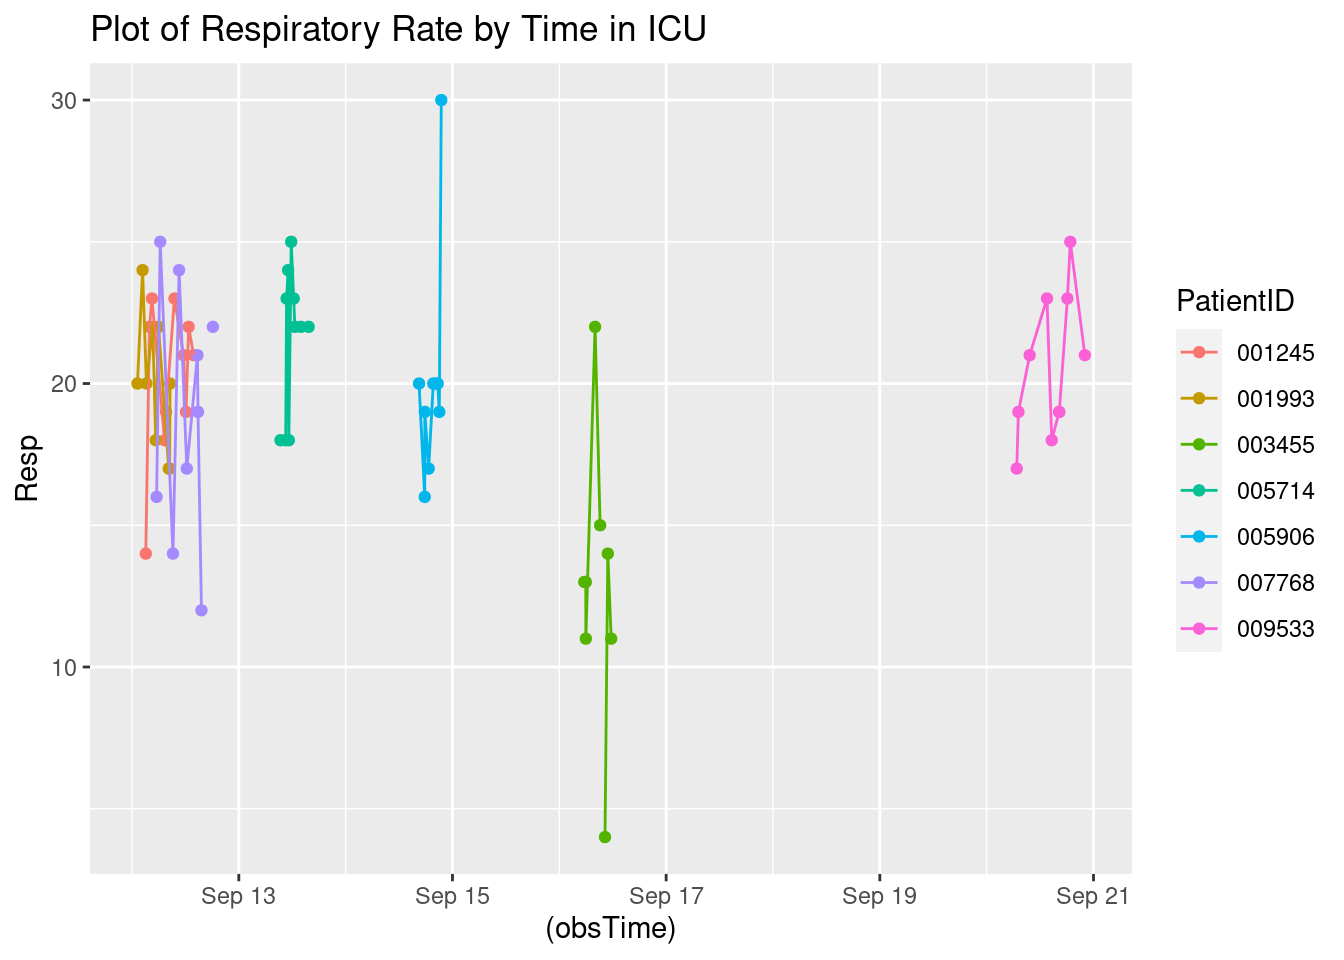 Plot of Respiratory Rate by Time in ICU
30
20
10
Resp
Sep 13
Sep 15
Sep 17
Sep 19
Sep 21
(obsTime)
PatientID
001245
001993
003455
005714
005906
007768
009533